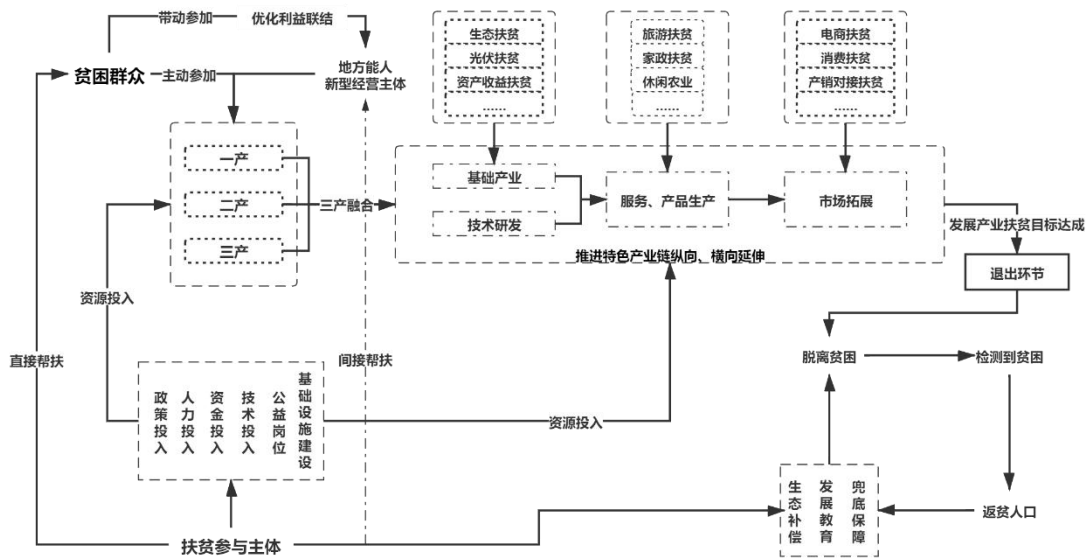 带动参加
优化利益联结
贫困群众
主动参加
地方能人
新型经营主体
生态扶贫
光伏扶贫
资产收益扶贫
......
旅游扶贫
家政扶贫
休闲农业
......
电商扶贫
消费扶贫
产销对接扶贫
......
一产
二产
三产
三产融合
基础产业
技术研发
服务、产品生产
市场拓展
推进特色产业链纵向、横向延伸
发展产业扶贫目标达成
退出环节
资源投入
直接帮扶
间接帮扶
脱离贫困
检测到贫困
政策投入
人力投入
资金投入
技术投入
公益岗位
基础设施建设
资源投入
生态补偿
发展教育
兜底保障
返贫人口
扶贫参与主体